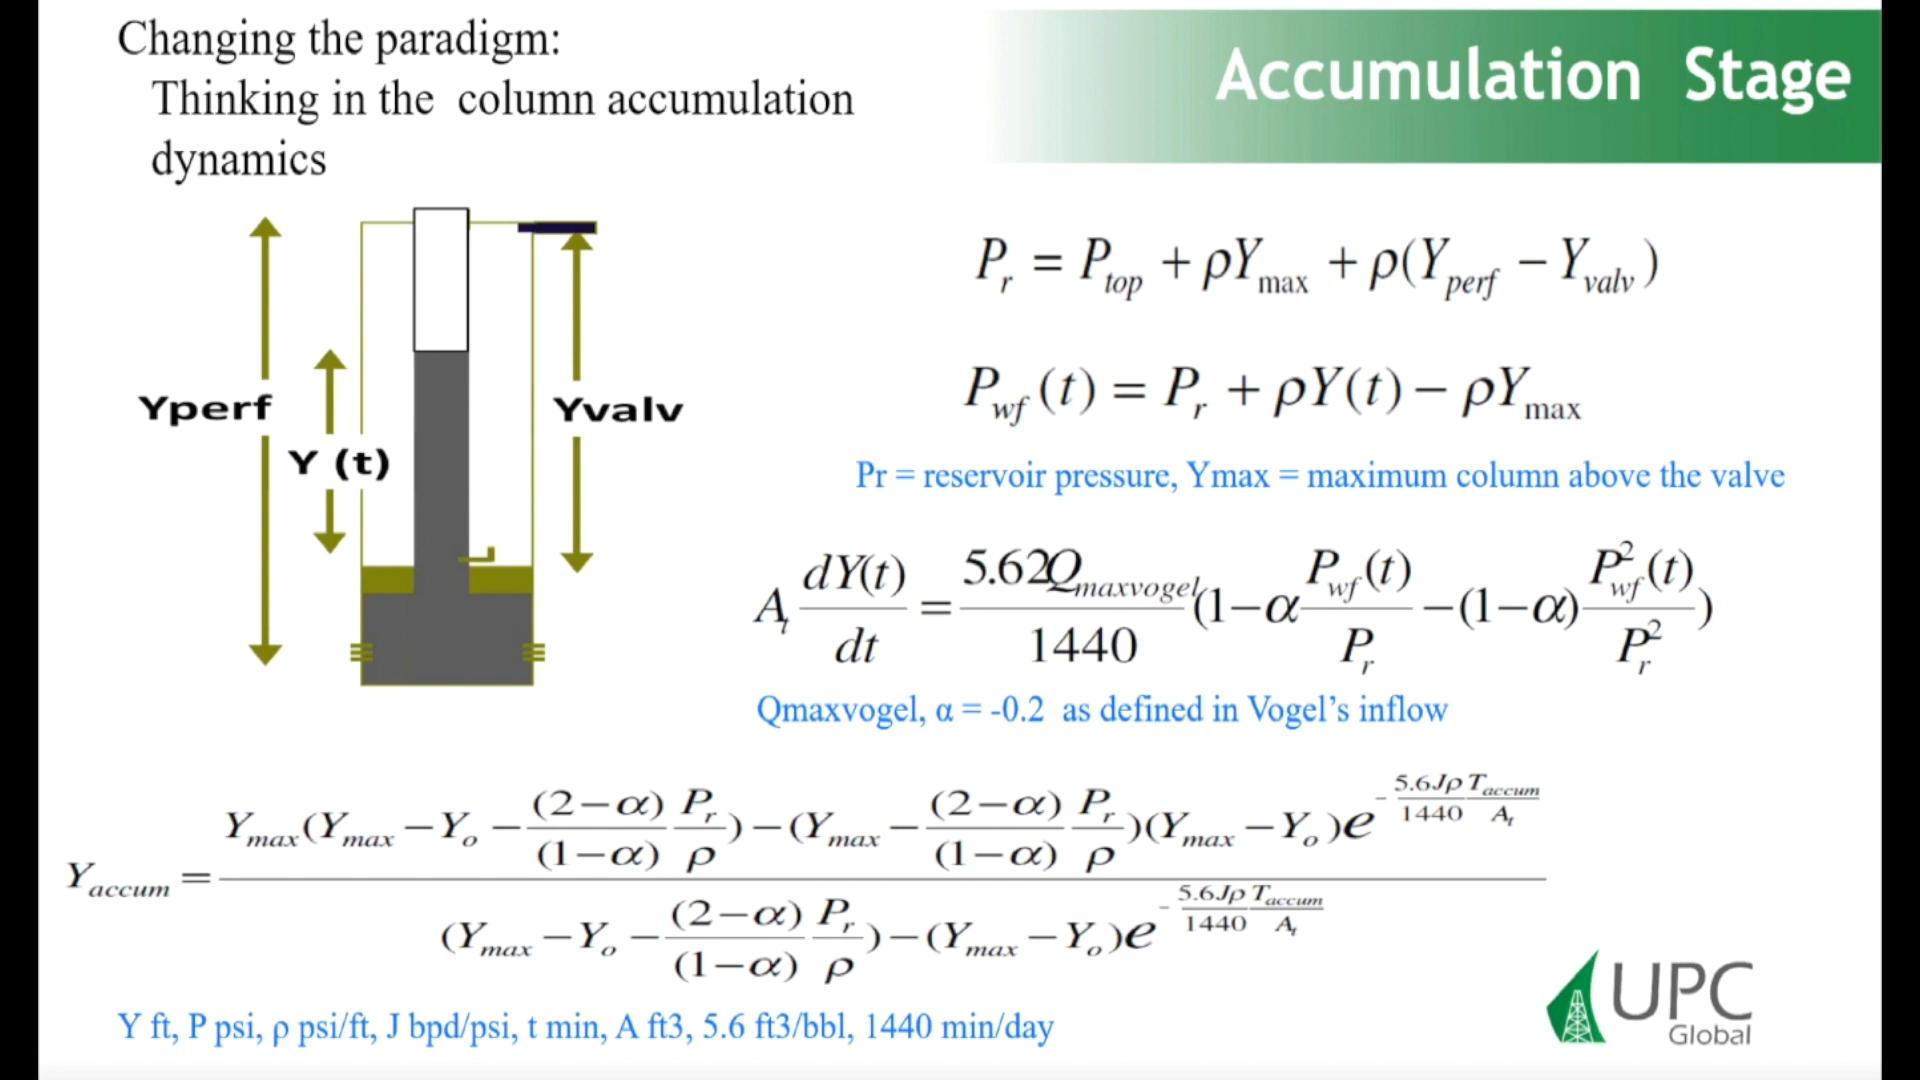 Changing the paradigm:
Thinking in the column accumulation
dynamics
Accumulation Stage
Yperf
Y (t)
Yvalv
P_r = P_top + ρY_max + ρ(Y_perf − Y_valv)
P_wf(t) = P_r + ρY(t) − ρY_max
Pr = reservoir pressure, Ymax = maximum column above the valve
A_t dY(t)/dt = 5.62Q_maxvogel/1440 (1−α P_wf(t)/P_r −(1−α) P_wf^2(t)/P_r^2)
Qmaxvogel, α = -0.2 as defined in Vogel's inflow
Y_accum = (Y_max(Y_max − Y_o − (2−α)/(1−α) P_r/ρ) − (Y_max − (2−α)/(1−α) P_r/ρ)(Y_max − Y_o)e^(−5.6Jρ/1440 T_accum/A_t)) / ((Y_max − Y_o − (2−α)/(1−α) P_r/ρ) − (Y_max − Y_o)e^(−5.6Jρ/1440 T_accum/A_t))
Y ft, P psi, ρ psi/ft, J bpd/psi, t min, A ft3, 5.6 ft3/bbl, 1440 min/day
UPC
Global